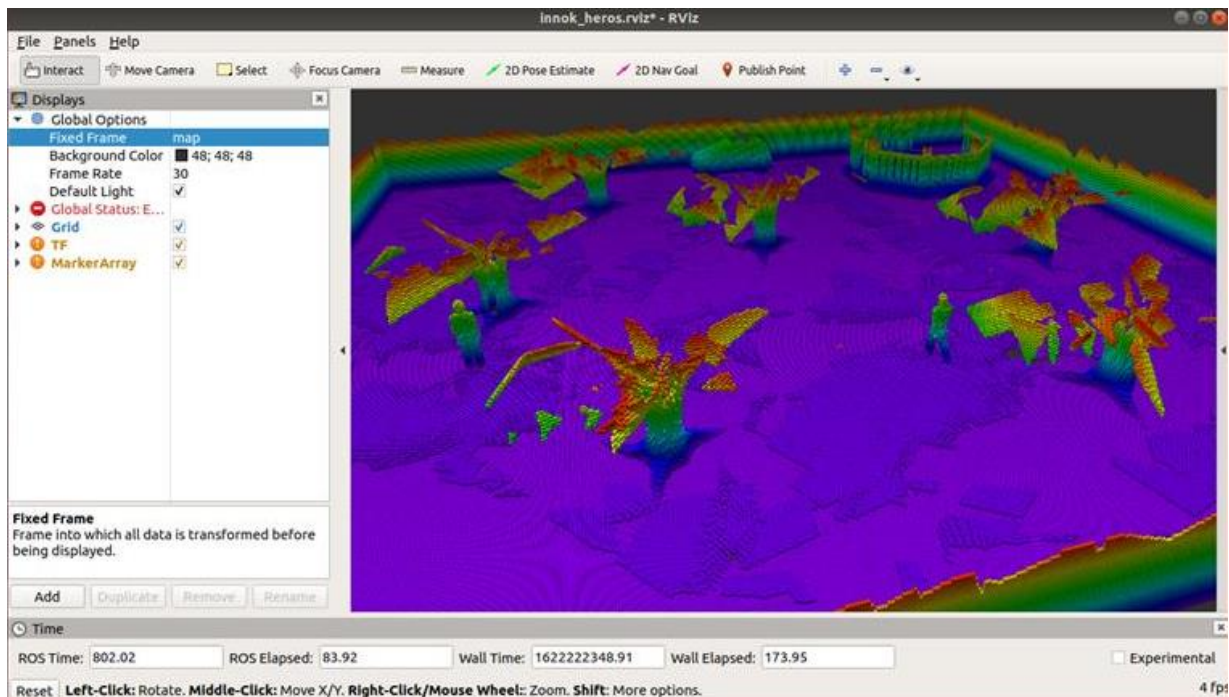 innok_heros.rviz* - RViz
File Panels Help
Interact Move Camera Select Focus Camera Measure 2D Pose Estimate 2D Nav Goal Publish Point
Displays
Global Options
Fixed Frame map
Background Color 48; 48; 48
Frame Rate 30
Default Light
Global Status: E...
Grid
TF
MarkerArray
Fixed Frame
Frame into which all data is transformed before
being displayed.
Add Duplicate Remove Rename
Time
ROS Time: 802.02 ROS Elapsed: 83.92 Wall Time: 1622222348.91 Wall Elapsed: 173.95 Experimental
Reset Left-Click: Rotate. Middle-Click: Move X/Y. Right-Click/Mouse Wheel:: Zoom. Shift: More options. 4 fps